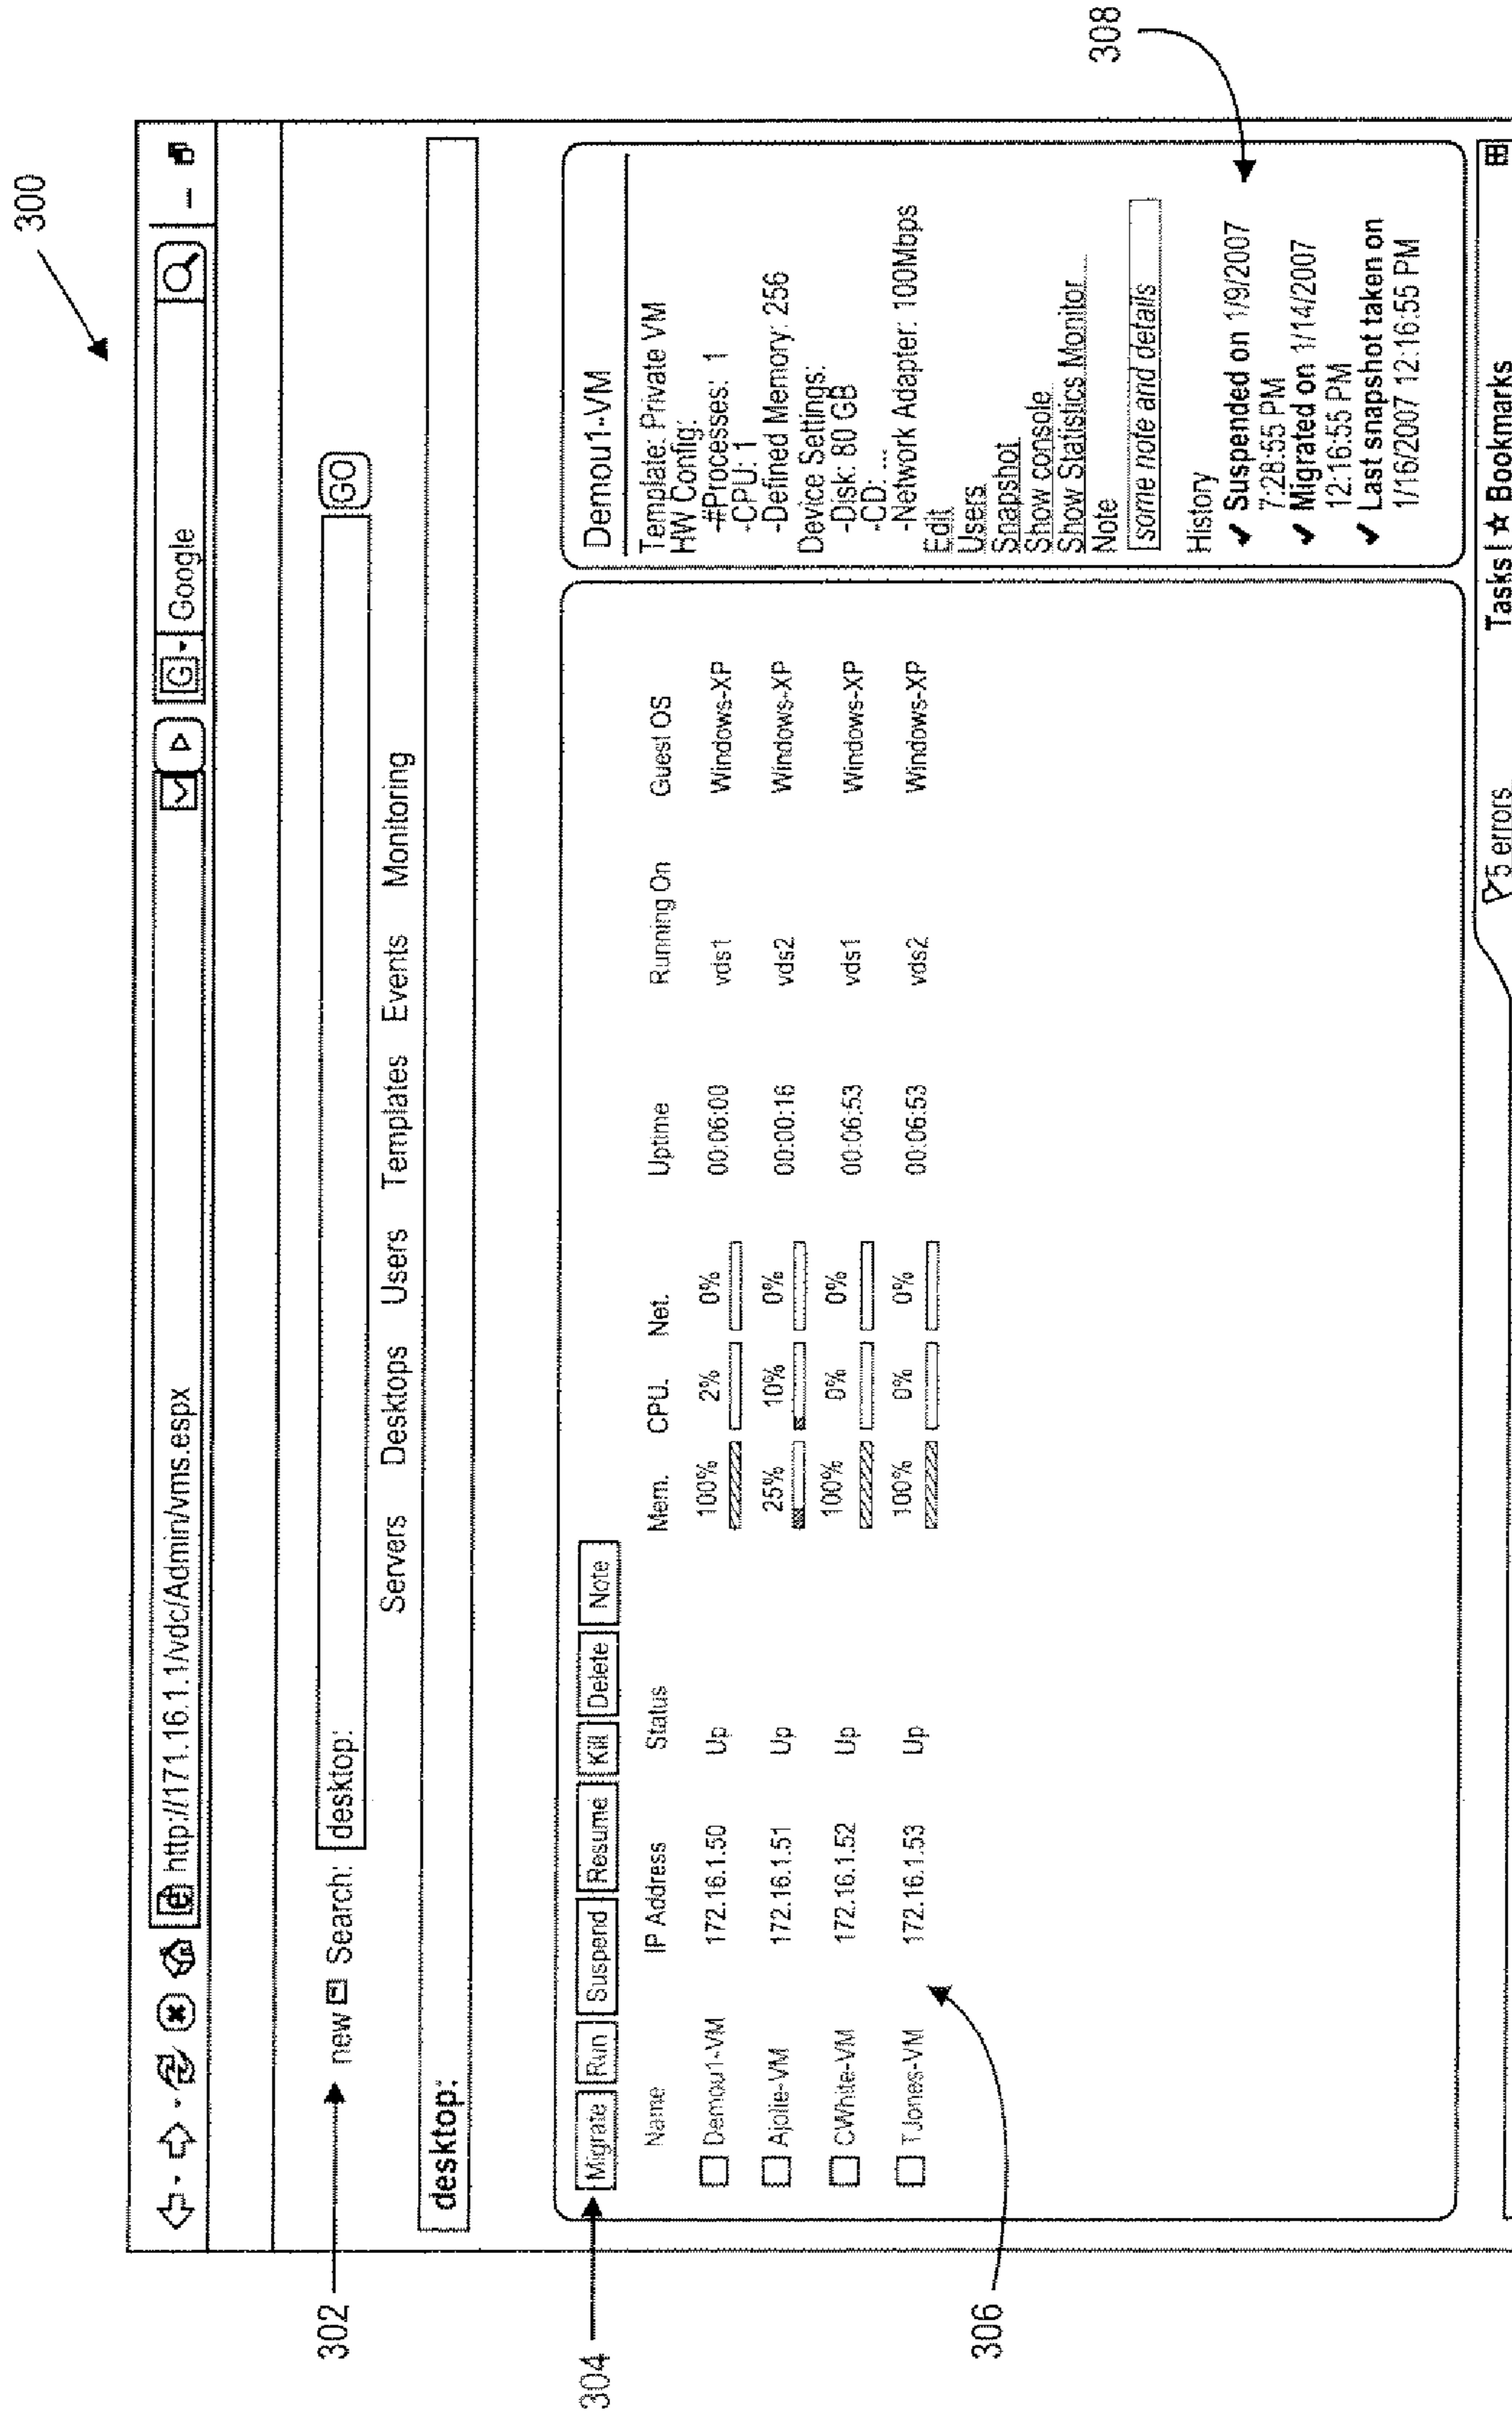 300
http://171.16.1.1/vdc/Admin/vms.espx
G Google
302
new Search: desktop: GO
Servers Desktops Users Templates Events Monitoring
desktop:
304
Migrate Run Suspend Resume Kill Delete Note
Name IP Address Status Mem. CPU. Net. Uptime Running On Guest OS
Demou1-VM 172.16.1.50 Up 100% 2% 0% 00:06:00 vds1 Windows-XP
Ajolie-VM 172.16.1.51 Up 25% 10% 0% 00:00:16 vds2 Windows-XP
CWhite-VM 172.16.1.52 Up 100% 0% 0% 00:06:53 vds1 Windows-XP
TJones-VM 172.16.1.53 Up 100% 0% 0% 00:06:53 vds2 Windows-XP
306
Demou1-VM
Template: Private VM
HW Config:
-#Processes: 1
-CPU: 1
-Defined Memory: 256
Device Settings:
-Disk: 80 GB
-CD: ...
-Network Adapter: 100Mbps
Edit
Users
Snapshot
Show console
Show Statistics Monitor
Note
some note and details
History
✔ Suspended on 1/9/2007
7:28:55 PM
✔ Migrated on 1/14/2007
12:16:55 PM
✔ Last snapshot taken on
1/16/2007 12:16:55 PM
308
5 errors Tasks ★ Bookmarks